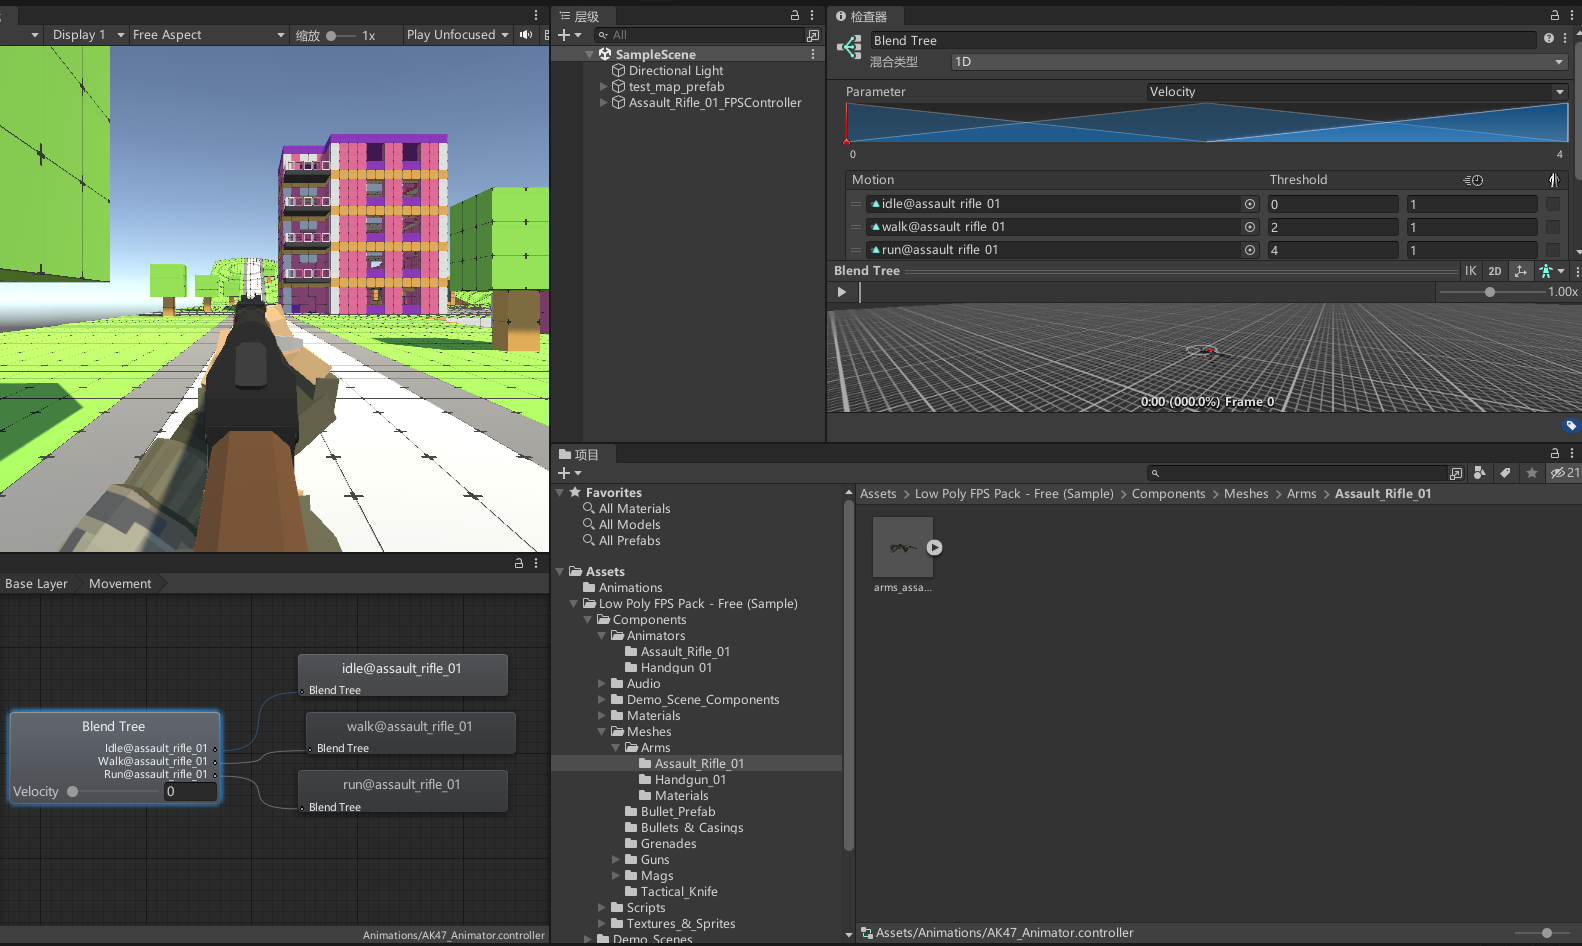 Display 1
Free Aspect
缩放
1x
Play Unfocused
层级
All
SampleScene
Directional Light
test_map_prefab
Assault_Rifle_01_FPSController
检查器
Blend Tree
混合类型
1D
Parameter
Velocity
0
4
Motion
Threshold
idle@assault rifle 01
0
1
walk@assault rifle 01
2
1
run@assault rifle 01
4
1
Blend Tree
IK
2D
1.00x
0:00 (000.0%) Frame 0
Base Layer
Movement
idle@assault_rifle_01
Blend Tree
walk@assault_rifle_01
Blend Tree
run@assault_rifle_01
Blend Tree
Blend Tree
Idle@assault_rifle_01
Walk@assault_rifle_01
Run@assault_rifle_01
Velocity
0
Animations/AK47_Animator.controller
项目
21
Favorites
All Materials
All Models
All Prefabs
Assets
Animations
Low Poly FPS Pack - Free (Sample)
Components
Animators
Assault_Rifle_01
Handgun 01
Audio
Demo_Scene_Components
Materials
Meshes
Arms
Assault_Rifle_01
Handgun_01
Materials
Bullet_Prefab
Bullets & Casings
Grenades
Guns
Mags
Tactical_Knife
Scripts
Textures_&_Sprites
Demo_Scenes
Assets > Low Poly FPS Pack - Free (Sample) > Components > Meshes > Arms > Assault_Rifle_01
arms_assa...
Assets/Animations/AK47_Animator.controller